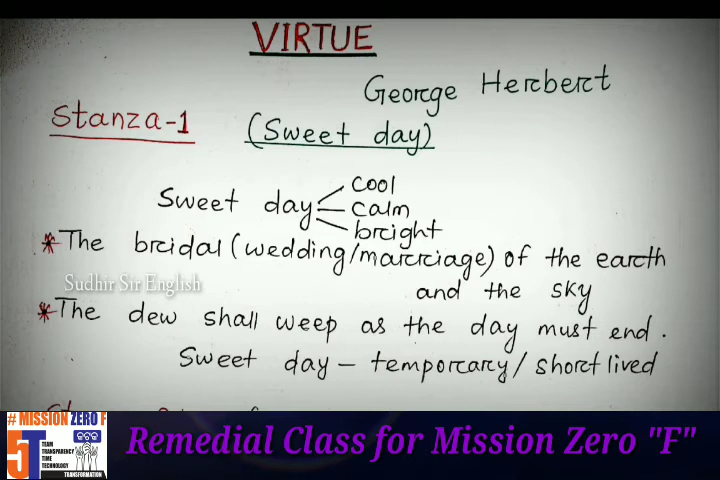 VIRTUE
George Herbert
Stanza-1 (Sweet day)
Sweet day cool
calm
bright
*The bridal (wedding/marriage) of the earth
and the sky
Sudhir Sir English
*The dew shall weep as the day must end.
Sweet day - temporary/short lived
# MISSION ZERO F
5T
TEAM
TRANSPARENCY
TIME
TECHNOLOGY
TRANSFORMATION
କଟକ
Remedial Class for Mission Zero "F"